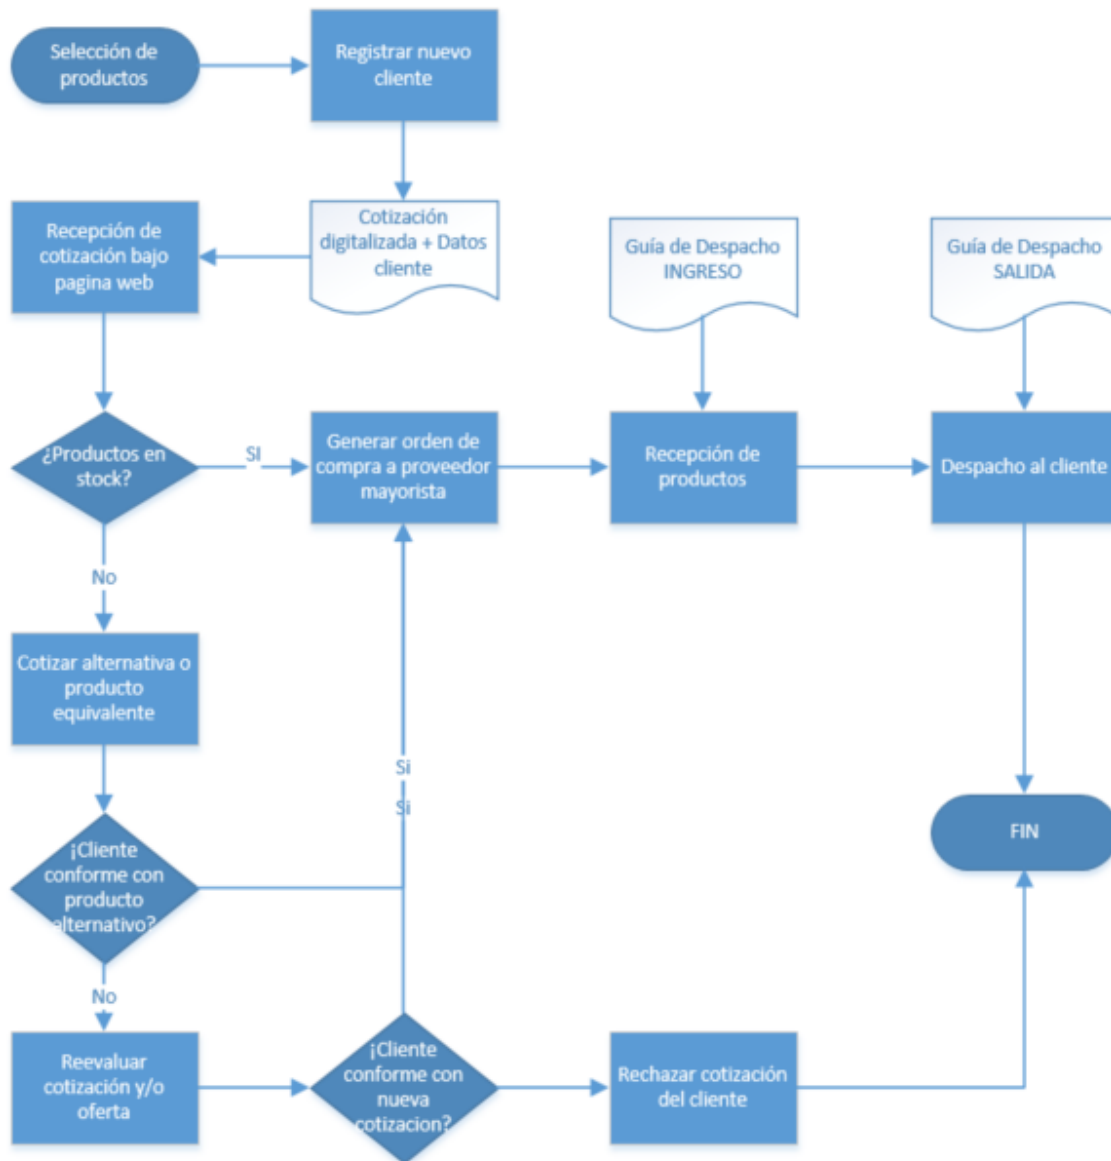 Selección de
productos
Registrar nuevo
cliente
Recepción de
cotización bajo
pagina web
Cotización
digitalizada + Datos
cliente
Guía de Despacho
INGRESO
Guía de Despacho
SALIDA
¿Productos en
stock?
SI
Generar orden de
compra a proveedor
mayorista
Recepción de
productos
Despacho al cliente
No
Cotizar alternativa o
producto
equivalente
Si
Si
¡Cliente
conforme con
producto
alternativo?
FIN
No
Reevaluar
cotización y/o
oferta
¡Cliente
conforme con
nueva
cotizacion?
Rechazar cotización
del cliente